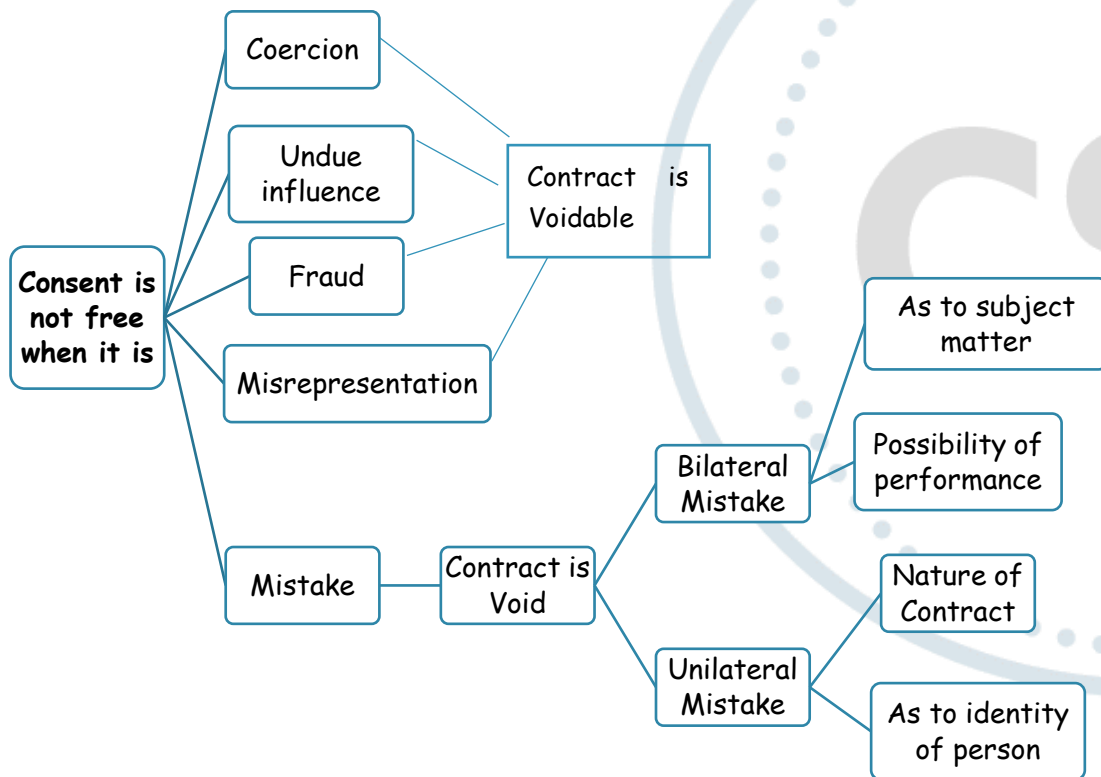 Coercion
Undue
influence
Contract is
Voidable
Fraud
Consent is
not free
when it is
Misrepresentation
As to subject
matter
Possibility of
performance
Bilateral
Mistake
Mistake
Contract is
Void
Nature of
Contract
Unilateral
Mistake
As to identity
of person